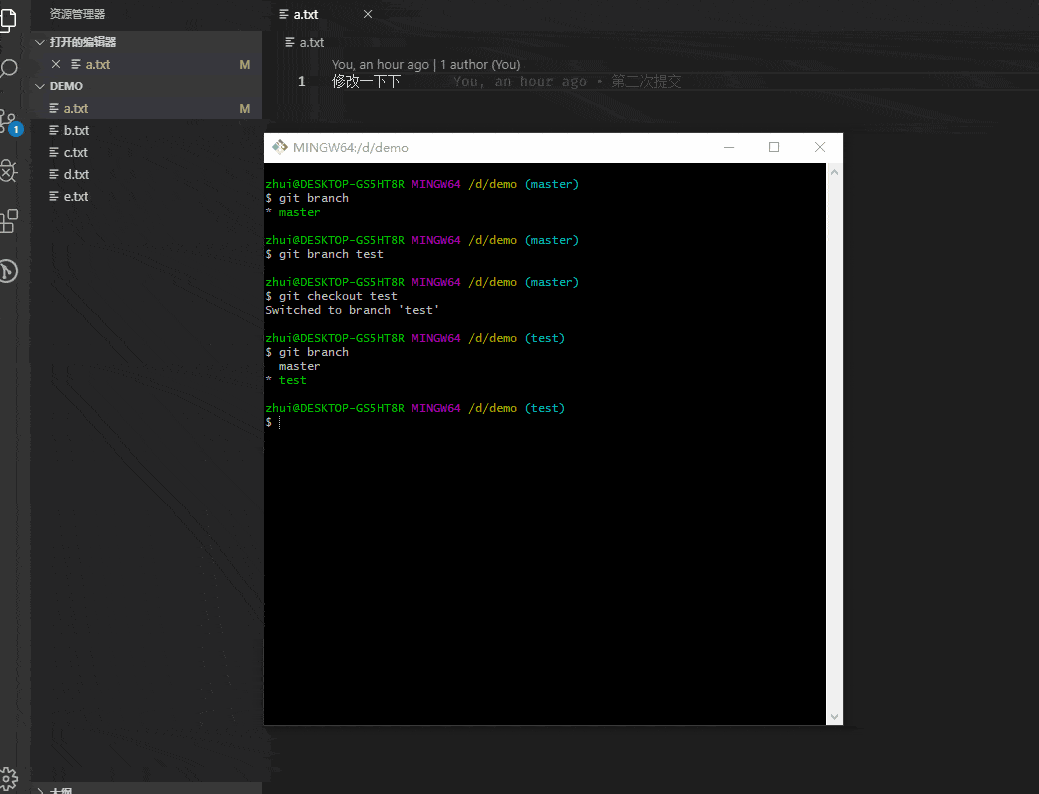 资源管理器
打开的编辑器
a.txt M
DEMO
a.txt M
b.txt
c.txt
d.txt
e.txt
1
大纲
a.txt
a.txt
You, an hour ago | 1 author (You)
1 修改一下下 You, an hour ago • 第二次提交
MINGW64:/d/demo
zhui@DESKTOP-GS5HT8R MINGW64 /d/demo (master)
$ git branch
* master
zhui@DESKTOP-GS5HT8R MINGW64 /d/demo (master)
$ git branch test
zhui@DESKTOP-GS5HT8R MINGW64 /d/demo (master)
$ git checkout test
Switched to branch 'test'
zhui@DESKTOP-GS5HT8R MINGW64 /d/demo (test)
$ git branch
master
* test
zhui@DESKTOP-GS5HT8R MINGW64 /d/demo (test)
$